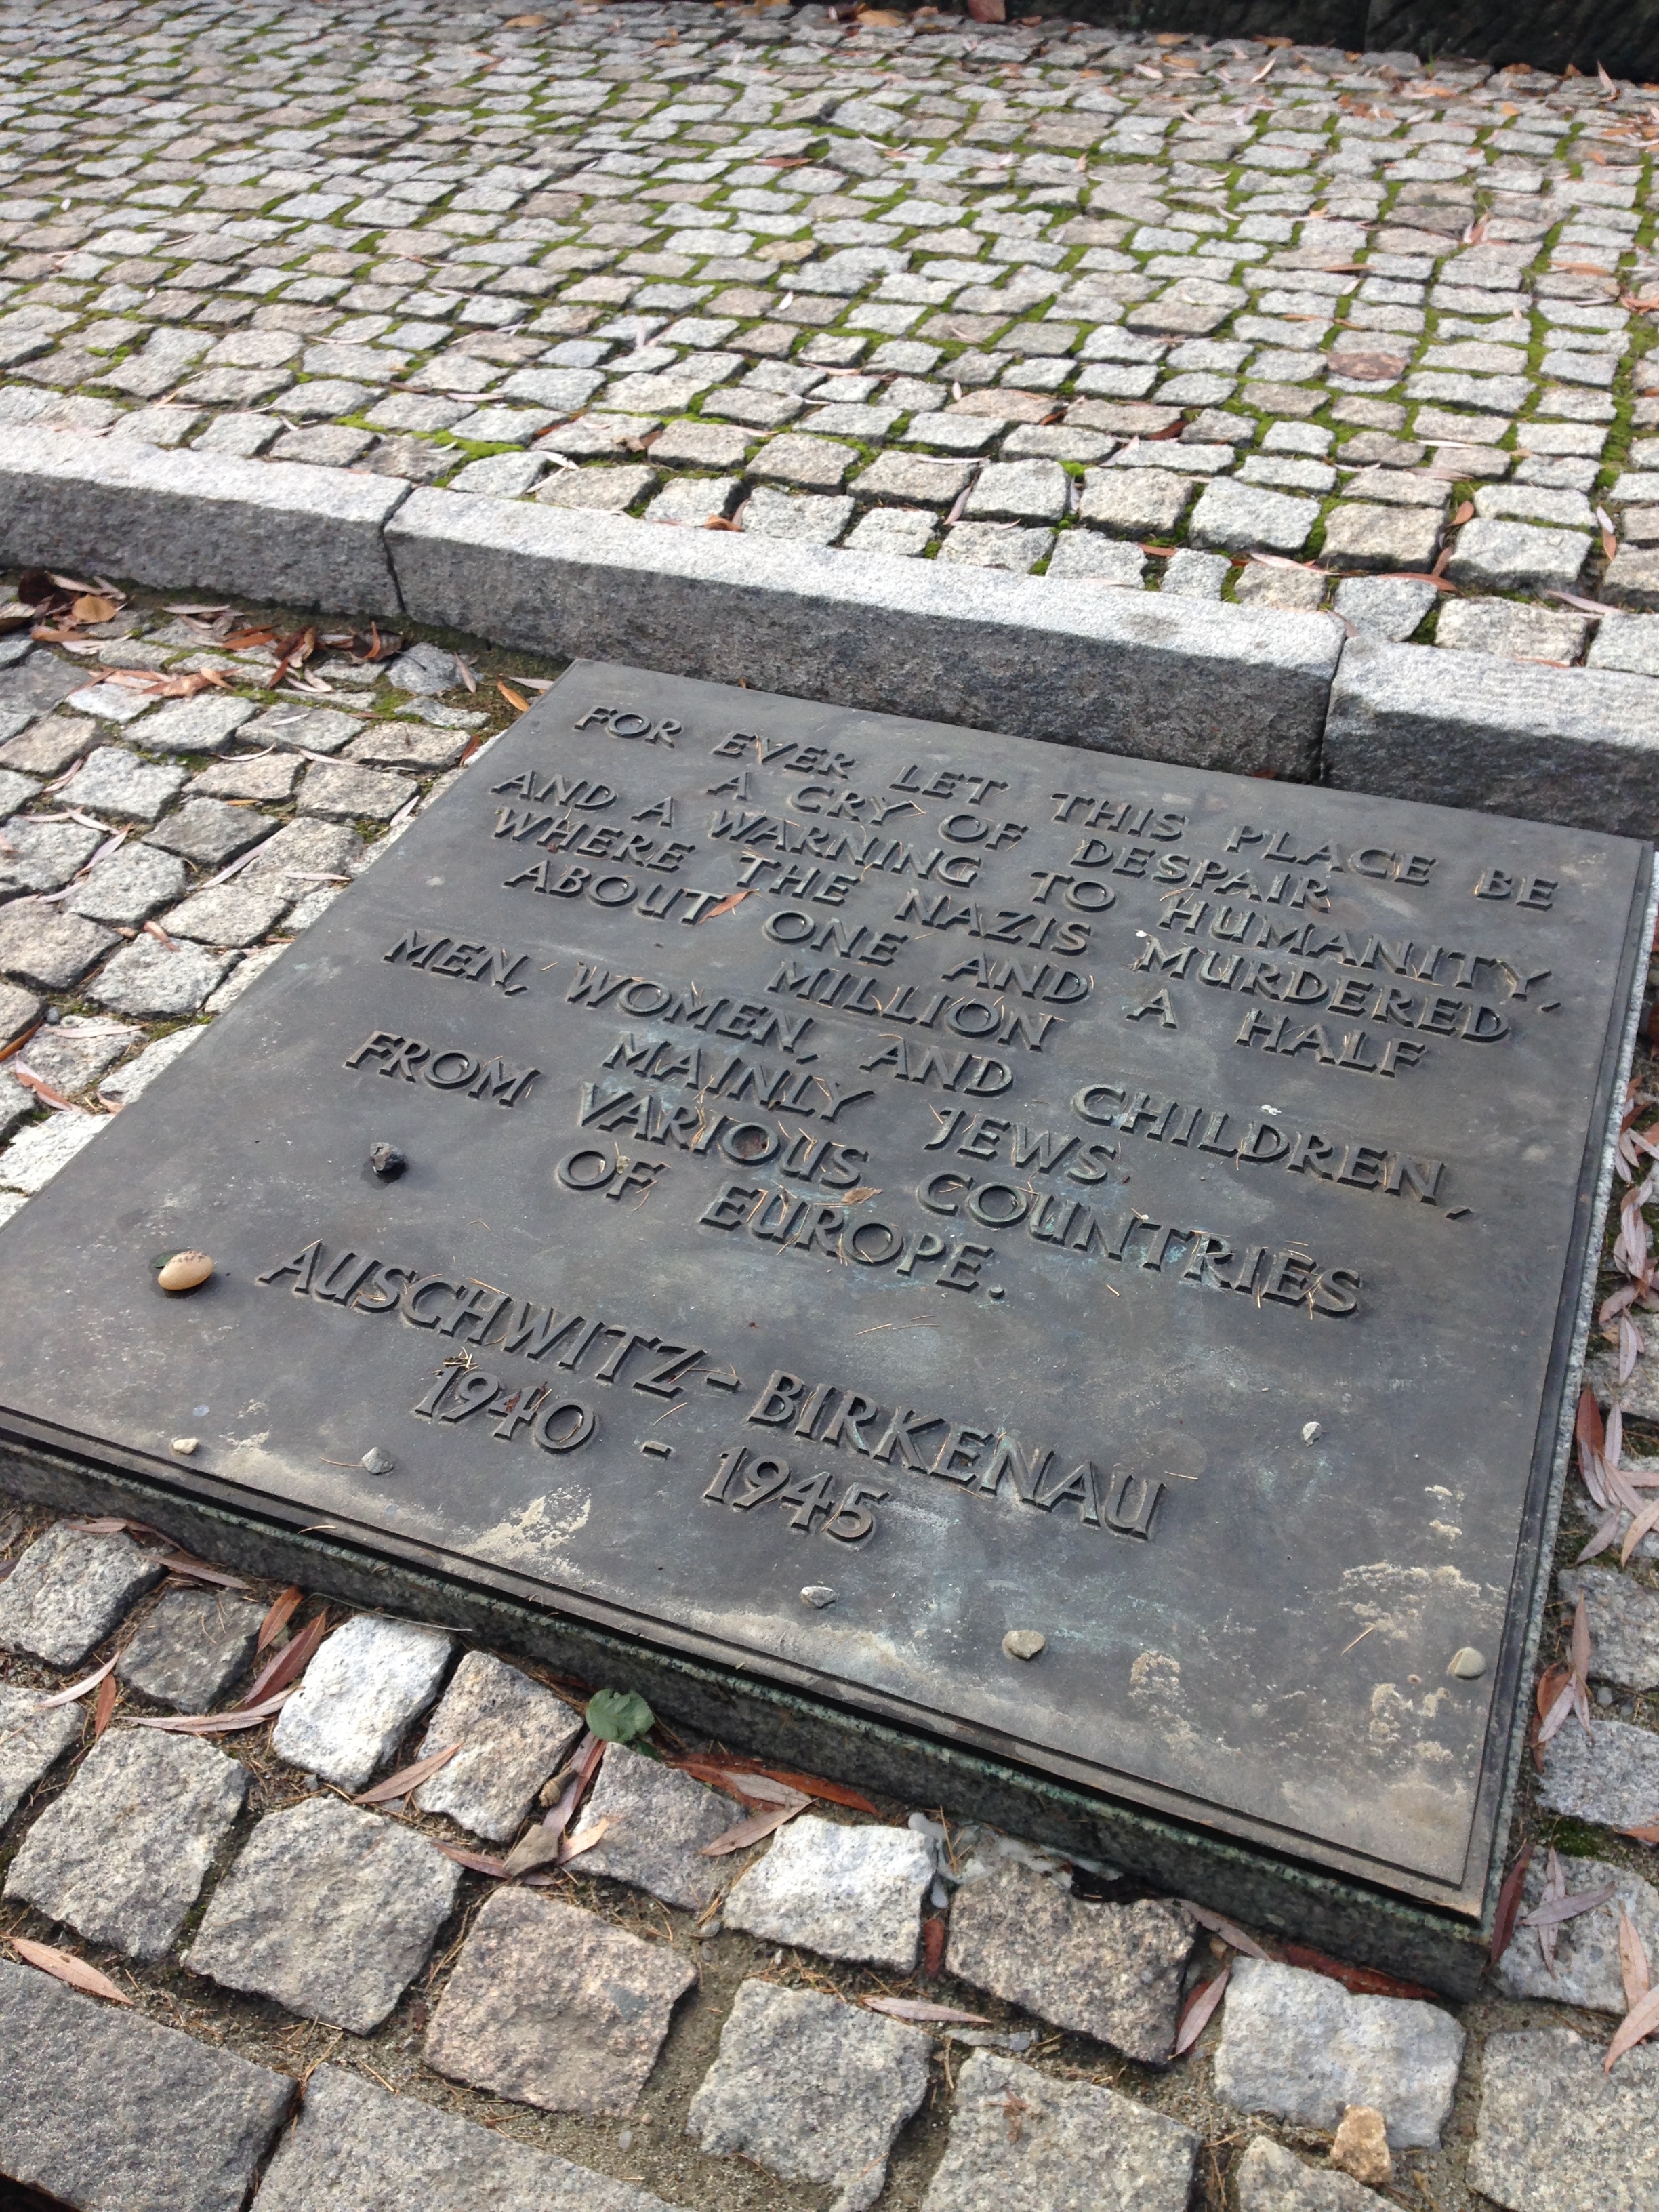 FOR EVER LET THIS PLACE BE
A CRY OF DESPAIR
AND A WARNING TO HUMANITY,
WHERE THE NAZIS MURDERED
ABOUT ONE AND A HALF
MILLION
MEN, WOMEN, AND CHILDREN,
MAINLY JEWS
FROM VARIOUS COUNTRIES
OF EUROPE.
AUSCHWITZ-BIRKENAU
1940 - 1945